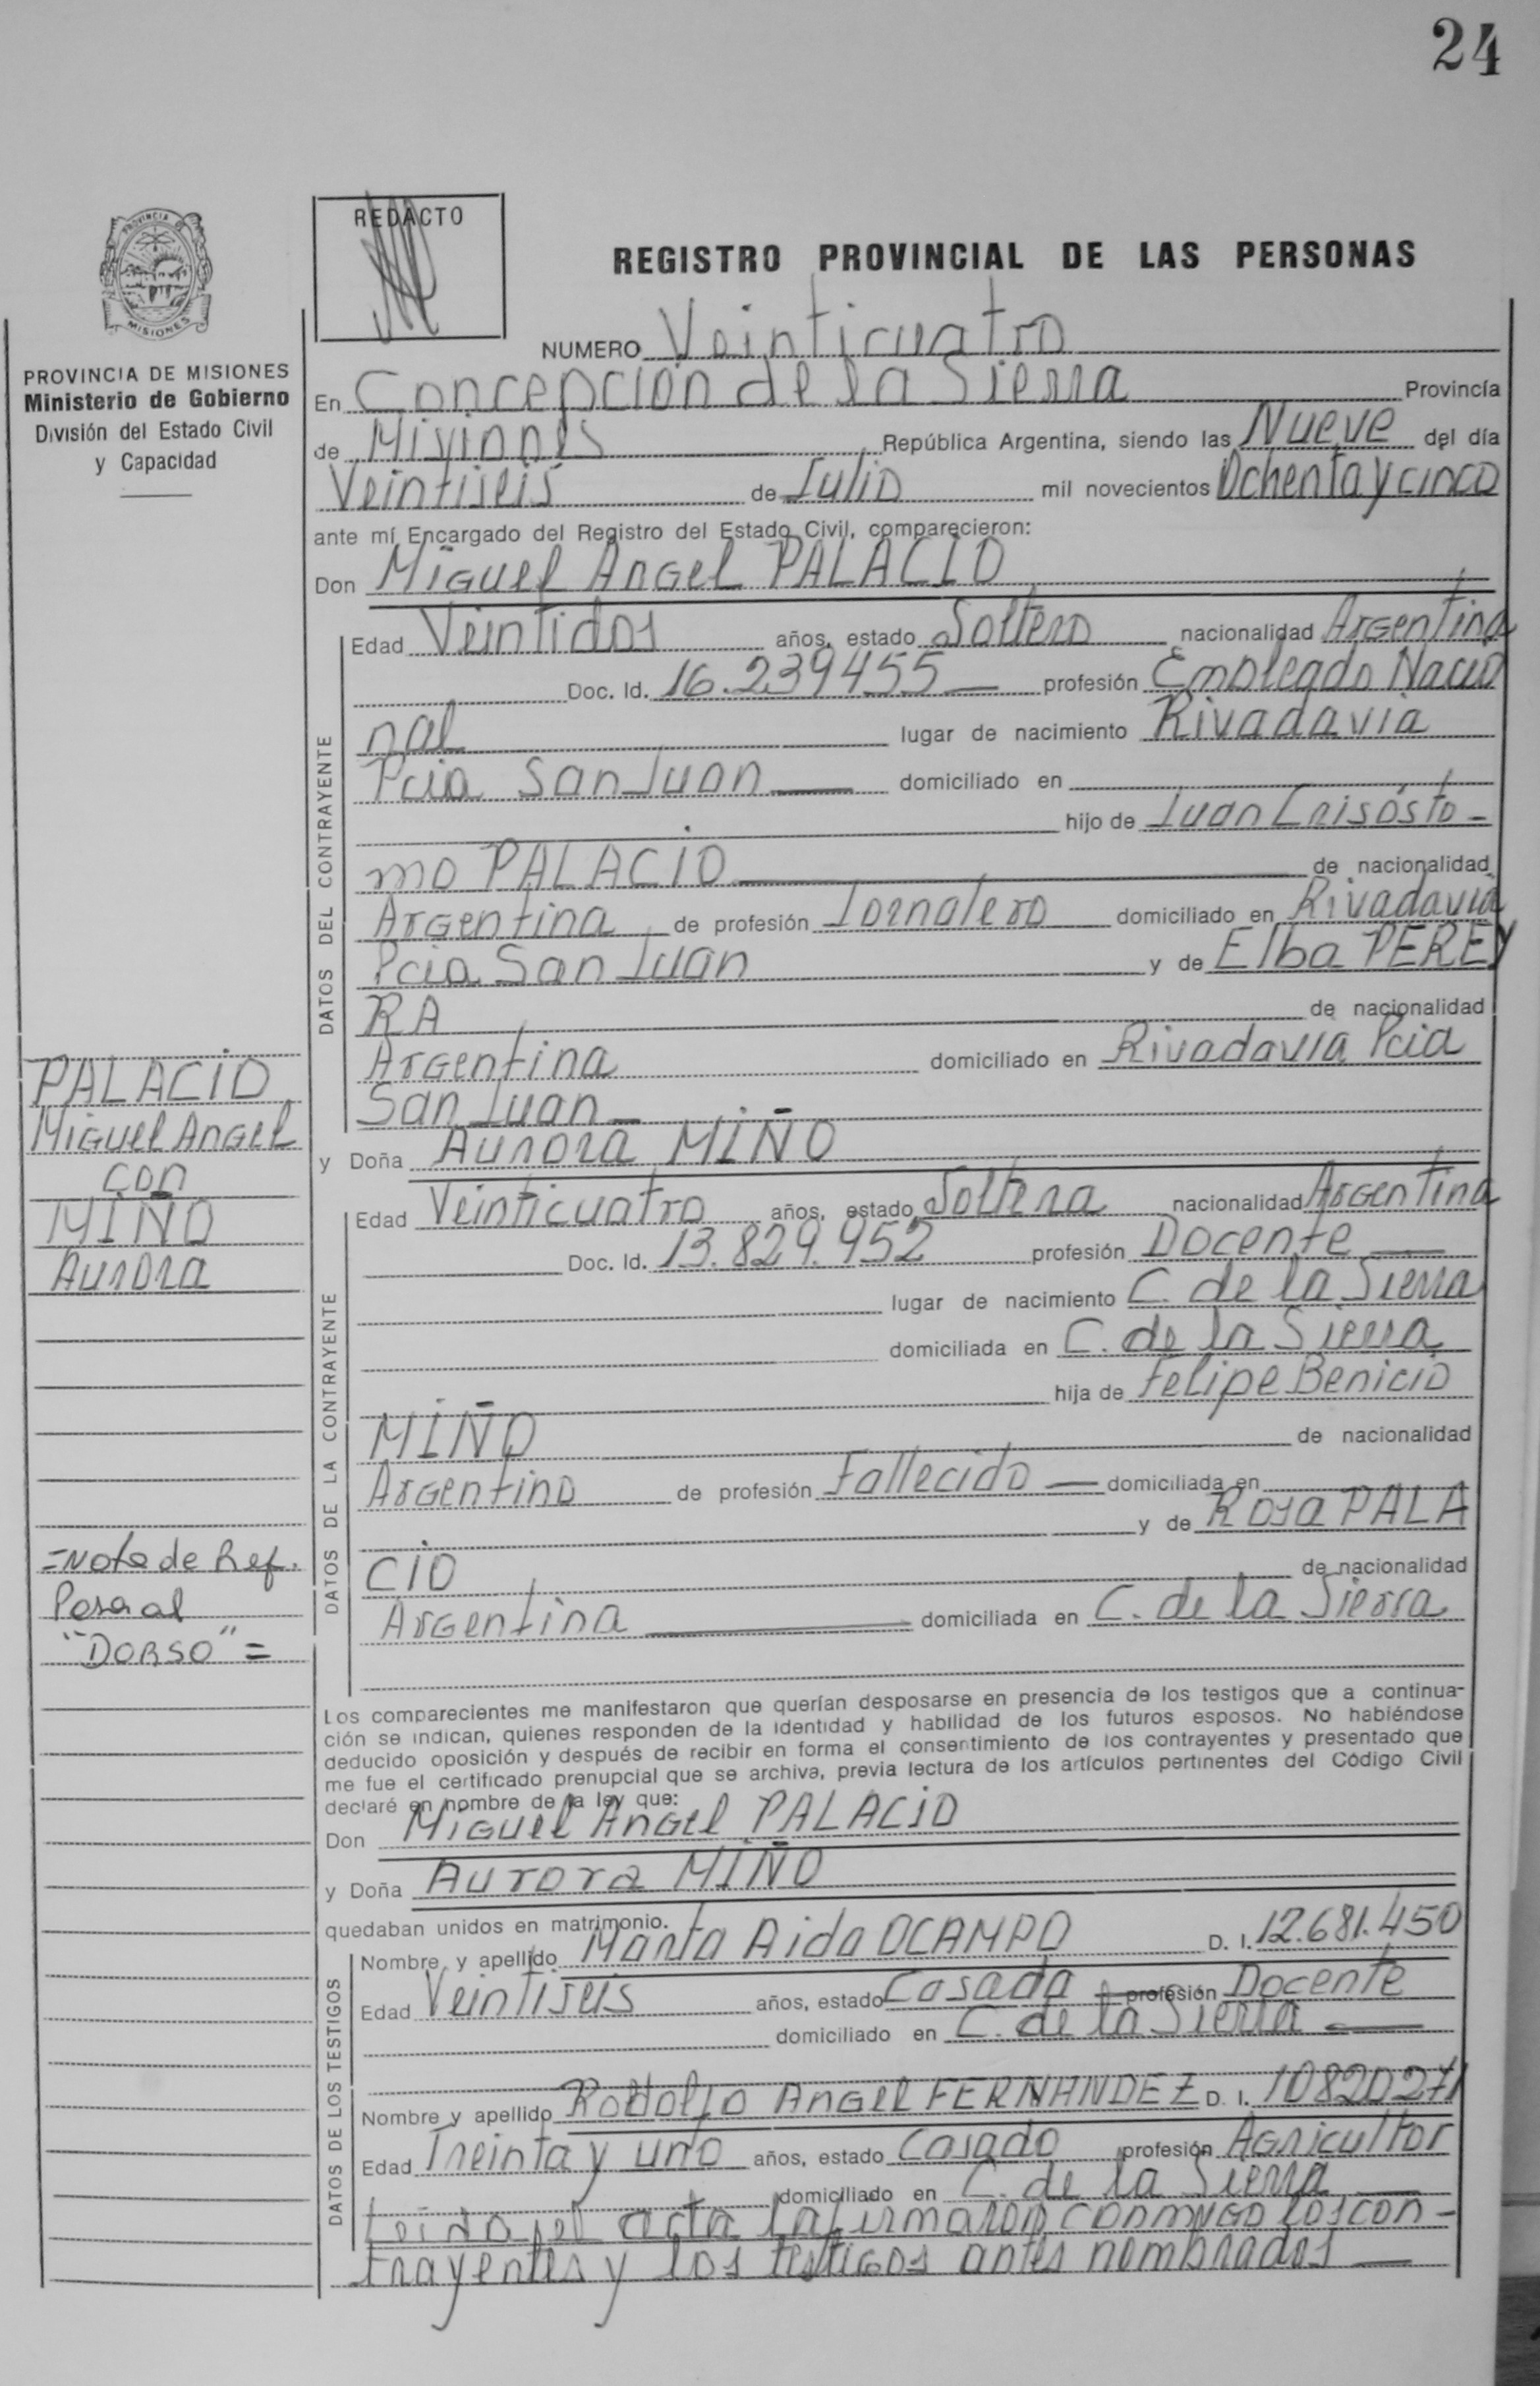 24
PROVINCIA DE
MISIONES
REDACTO
REGISTRO PROVINCIAL DE LAS PERSONAS
PROVINCIA DE MISIONES
Ministerio de Gobierno
División del Estado Civil
y Capacidad
NUMERO Veinticuatro
En Concepción de la Sierra Provincia
de Misiones República Argentina, siendo las Nueve del día
Veintiseis de Julio mil novecientos Ochenta y cinco
ante mí Encargado del Registro del Estado Civil, comparecieron:
Don Miguel Angel PALACIO
DATOS DEL CONTRAYENTE
Edad Veintidos años, estado Soltero nacionalidad Argentina
Doc. Id. 16.239455 — profesión Empleado Nacio
nal lugar de nacimiento Rivadavia
Pcia San Juan — domiciliado en
hijo de Juan Crisósto -
mo PALACIO — de nacionalidad
Argentina de profesión Jornalero domiciliado en Rivadavia
Pcia San Juan y de Elba PEREY
RA de nacionalidad
Argentina domiciliado en Rivadavia Pcia
San Juan —
y Doña Aurora MIÑO
DATOS DE LA CONTRAYENTE
Edad Veinticuatro años, estado Soltera nacionalidad Argentina
Doc. Id. 13.829.952 profesión Docente —
lugar de nacimiento C. de la Sierra
domiciliada en C. de la Sierra
hija de Felipe Benicio
MIÑO de nacionalidad
Argentino de profesión Fallecido — domiciliada en
y de Rosa PALA
CIO de nacionalidad
Argentina — domiciliada en C. de la Sierra
PALACIO
Miguel Angel
con
MIÑO
Aurora
=Nota de Ref.
Pasa al
"DORSO"=
Los comparecientes me manifestaron que querían desposarse en presencia de los testigos que a continua-
ción se indican, quienes responden de la identidad y habilidad de los futuros esposos. No habiéndose
deducido oposición y después de recibir en forma el consentimiento de los contrayentes y presentado que
me fue el certificado prenupcial que se archiva, previa lectura de los artículos pertinentes del Código Civil
declaré en nombre de la ley que:
Don Miguel Angel PALACIO
y Doña Aurora MIÑO
quedaban unidos en matrimonio.
DATOS DE LOS TESTIGOS
Nombre y apellido Marta Aida OCAMPO D. I. 12.681.450
Edad Veintiseis años, estado Casada profesión Docente
domiciliado en C. de la Sierra —
Nombre y apellido Rodolfo Angel FERNANDEZ D. I. 10820271
Edad Treinta y uno años, estado Casado profesión Agricultor
domiciliado en C. de la Sierra —
Leida el acta la firmaron conmigo los con -
trayentes y los testigos antes nombrados —